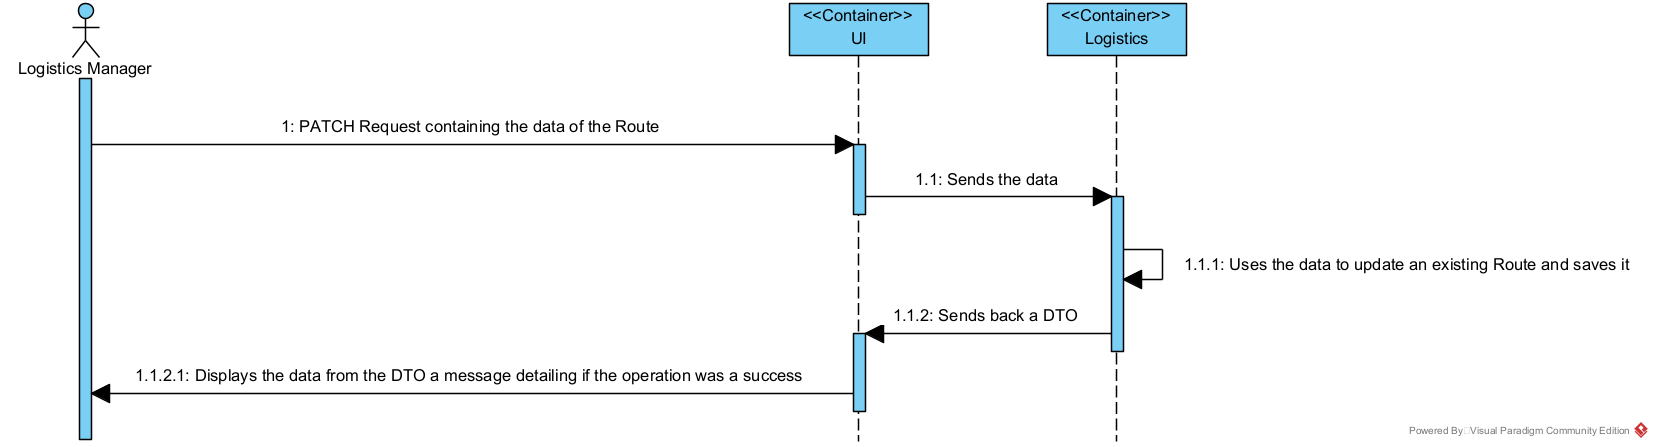 <<Container>>
UI
<<Container>>
Logistics
Logistics Manager
1: PATCH Request containing the data of the Route
1.1: Sends the data
1.1.1: Uses the data to update an existing Route and saves it
1.1.2: Sends back a DTO
1.1.2.1: Displays the data from the DTO a message detailing if the operation was a success
Powered By Visual Paradigm Community Edition